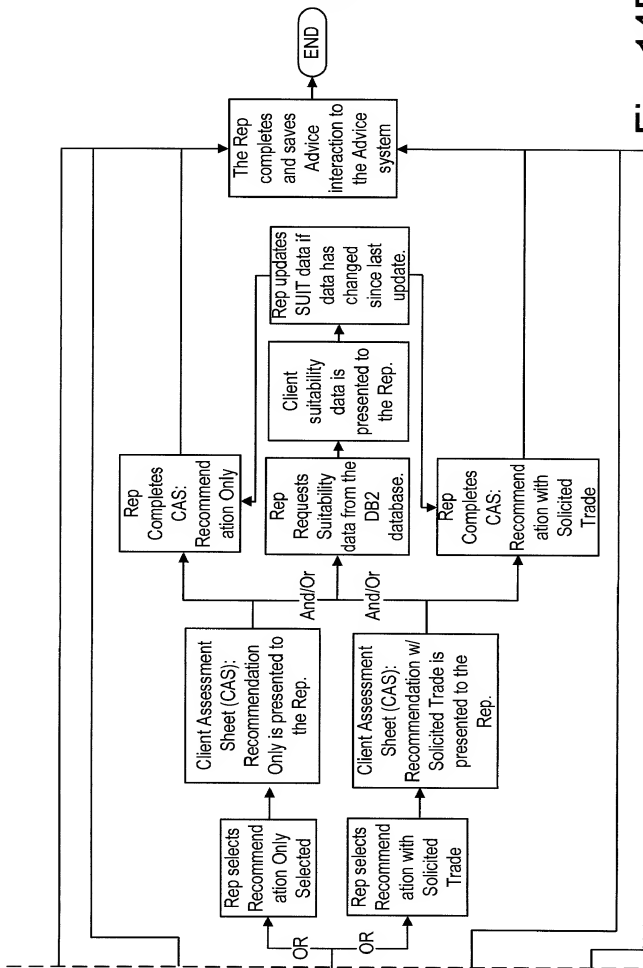 OR
OR
Rep selects
Recommend
ation Only
Selected
Rep selects
Recommend
ation with
Solicited
Trade
Client Assessment
Sheet (CAS):
Recommendation
Only is presented to
the Rep.
Client Assessment
Sheet (CAS):
Recommendation w/
Solicited Trade is
presented to the
Rep.
And/Or
And/Or
Rep
Completes
CAS:
Recommend
ation Only
Rep
Requests
Suitability
data from the
DB2
database.
Rep
Completes
CAS:
Recommend
ation with
Solicited
Trade
Client
suitability
data is
presented to
the Rep.
Rep updates
SUIT data if
data has
changed
since last
update.
The Rep
completes
and saves
Advice
interaction to
the Advice
system
END